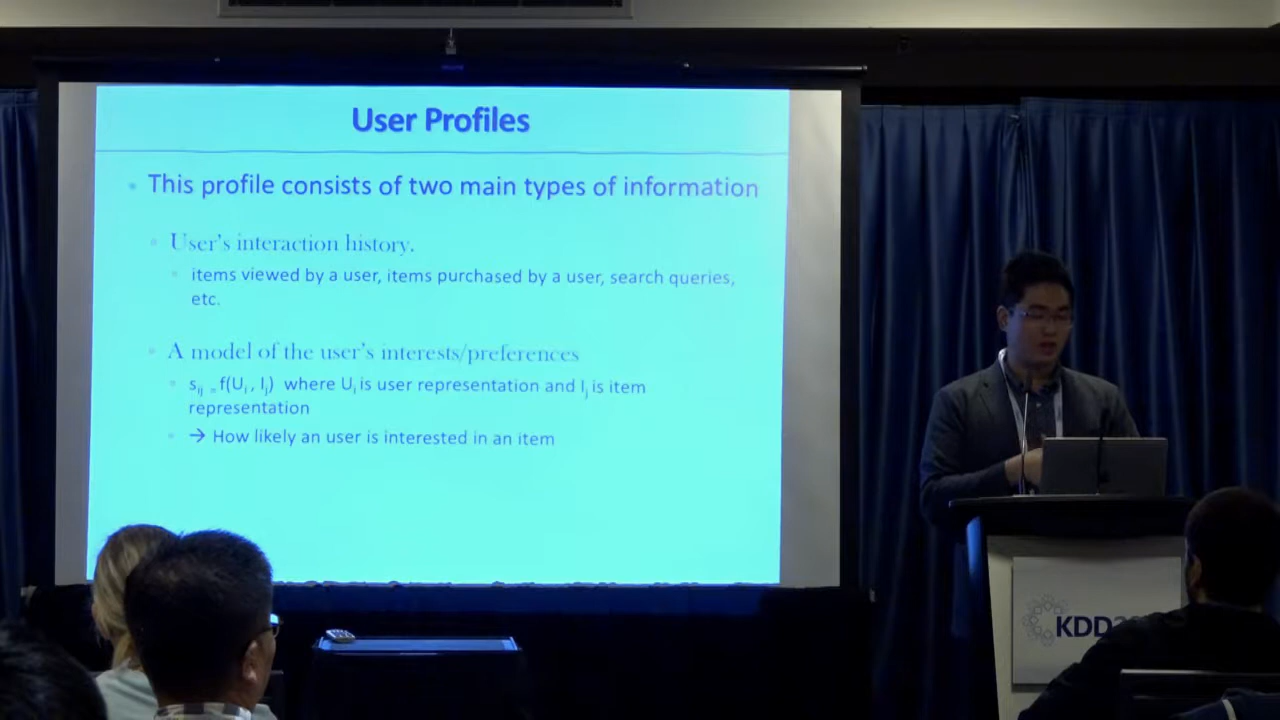 User Profiles
This profile consists of two main types of information
User's interaction history.
items viewed by a user, items purchased by a user, search queries,
etc.
A model of the user's interests/preferences
sij = f(Ui , Ij) where Ui is user representation and Ij is item
representation
→ How likely an user is interested in an item
KDD